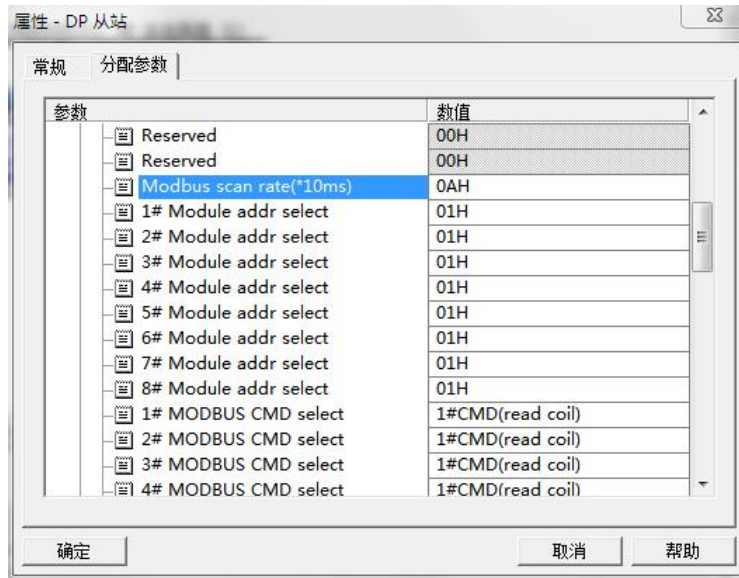 属性 - DP 从站
常规 分配参数
参数 数值
Reserved 00H
Reserved 00H
Modbus scan rate(*10ms) 0AH
1# Module addr select 01H
2# Module addr select 01H
3# Module addr select 01H
4# Module addr select 01H
5# Module addr select 01H
6# Module addr select 01H
7# Module addr select 01H
8# Module addr select 01H
1# MODBUS CMD select 1#CMD(read coil)
2# MODBUS CMD select 1#CMD(read coil)
3# MODBUS CMD select 1#CMD(read coil)
4# MODBUS CMD select 1#CMD(read coil)
确定 取消 帮助